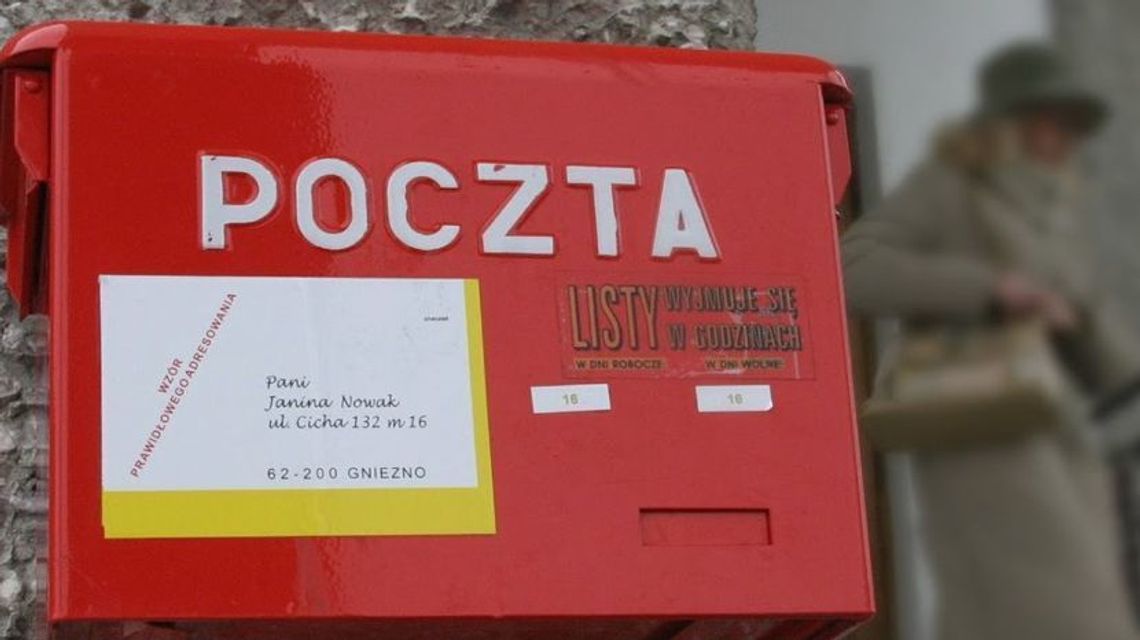 POCZTA
WZÓR
PRAWIDŁOWEGO ADRESOWANIA
Pani
Janina Nowak
ul. Cicha 132 m 16
62-200 GNIEZNO
LISTY WYJMUJE SIĘ
W GODZINACH
W DNI ROBOCZE W DNI WOLNE
16 16